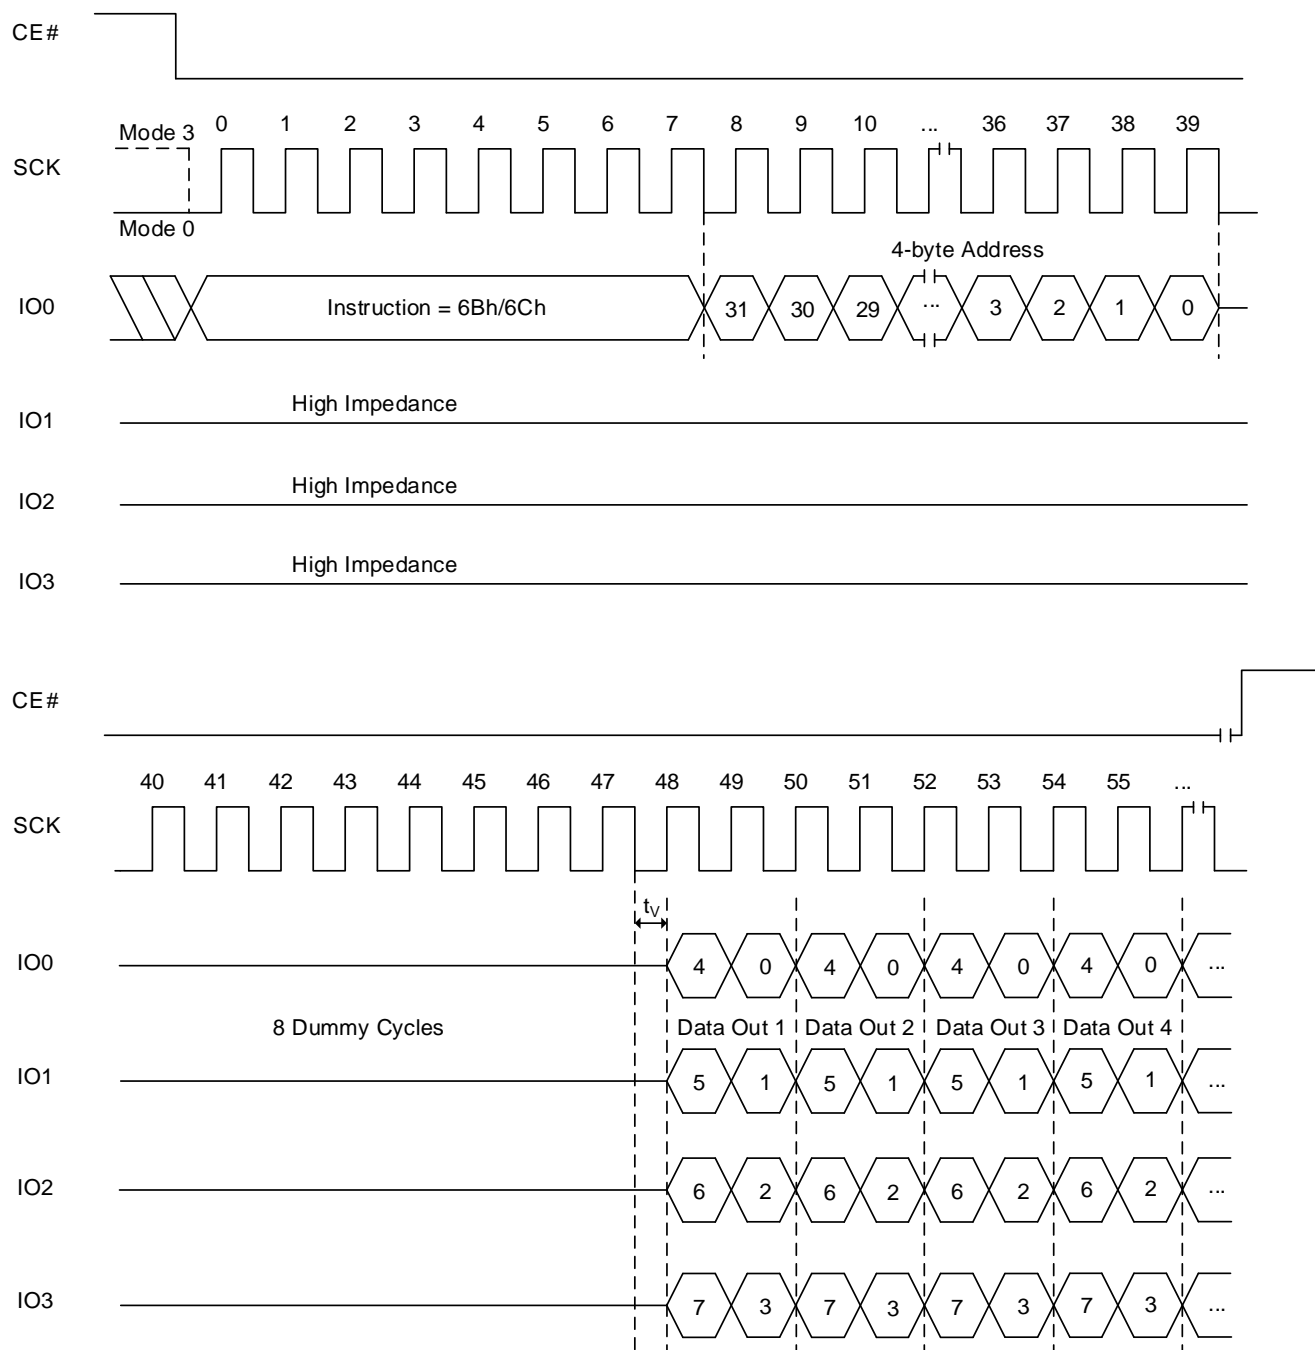 CE#
Mode 3 0 1 2 3 4 5 6 7 8 9 10 ... 36 37 38 39
SCK
Mode 0
4-byte Address
IO0 Instruction = 6Bh/6Ch 31 30 29 ... 3 2 1 0
High Impedance
IO1
High Impedance
IO2
High Impedance
IO3
CE#
40 41 42 43 44 45 46 47 48 49 50 51 52 53 54 55 ...
SCK
tV
IO0 4 0 4 0 4 0 4 0 ...
8 Dummy Cycles Data Out 1 Data Out 2 Data Out 3 Data Out 4
IO1 5 1 5 1 5 1 5 1 ...
IO2 6 2 6 2 6 2 6 2 ...
IO3 7 3 7 3 7 3 7 3 ...